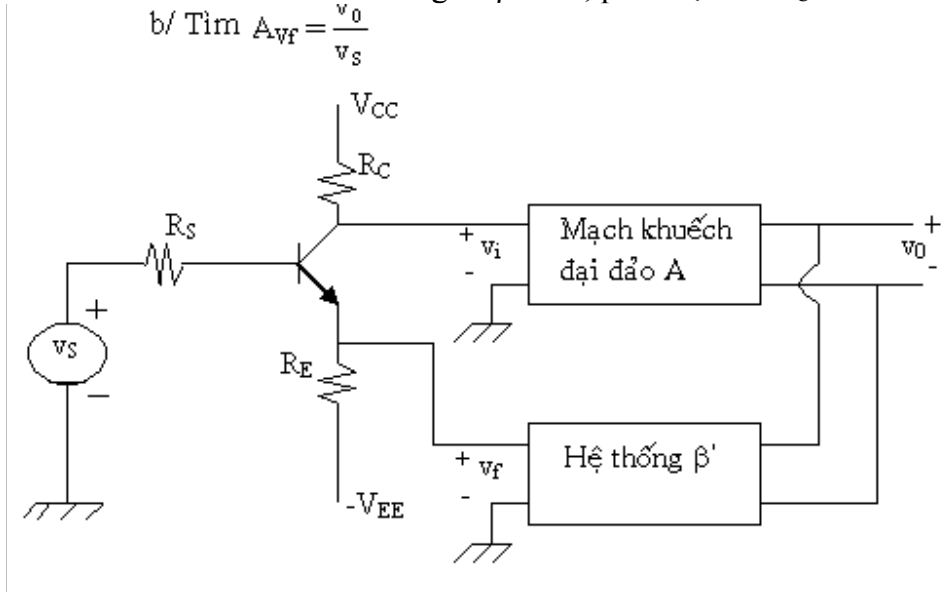 b/ Tìm A_Vf = v_0 / v_S
V_CC
R_C
R_S
+ v_i
-
Mạch khuếch
đại đảo A
+
v_0
-
+
v_S
-
R_E
+ v_f
-
Hệ thống β'
-V_EE